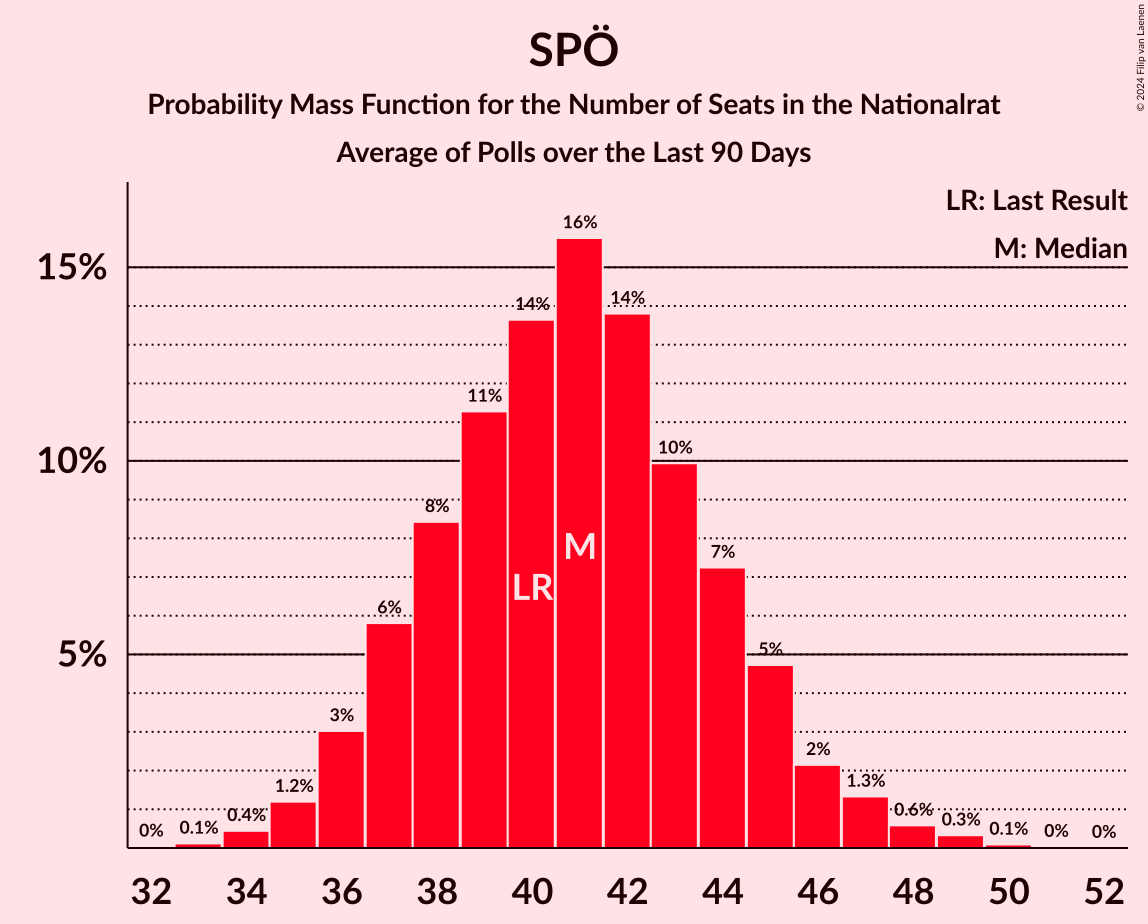 SPÖ
Probability Mass Function for the Number of Seats in the Nationalrat
Average of Polls over the Last 90 Days
© 2024 Filip van Laenen
LR: Last Result
M: Median
15%
10%
5%
0%
0.1%
0.4%
1.2%
3%
6%
8%
11%
14%
16%
14%
10%
7%
5%
2%
1.3%
0.6%
0.3%
0.1%
0%
0%
LR
M
32 34 36 38 40 42 44 46 48 50 52